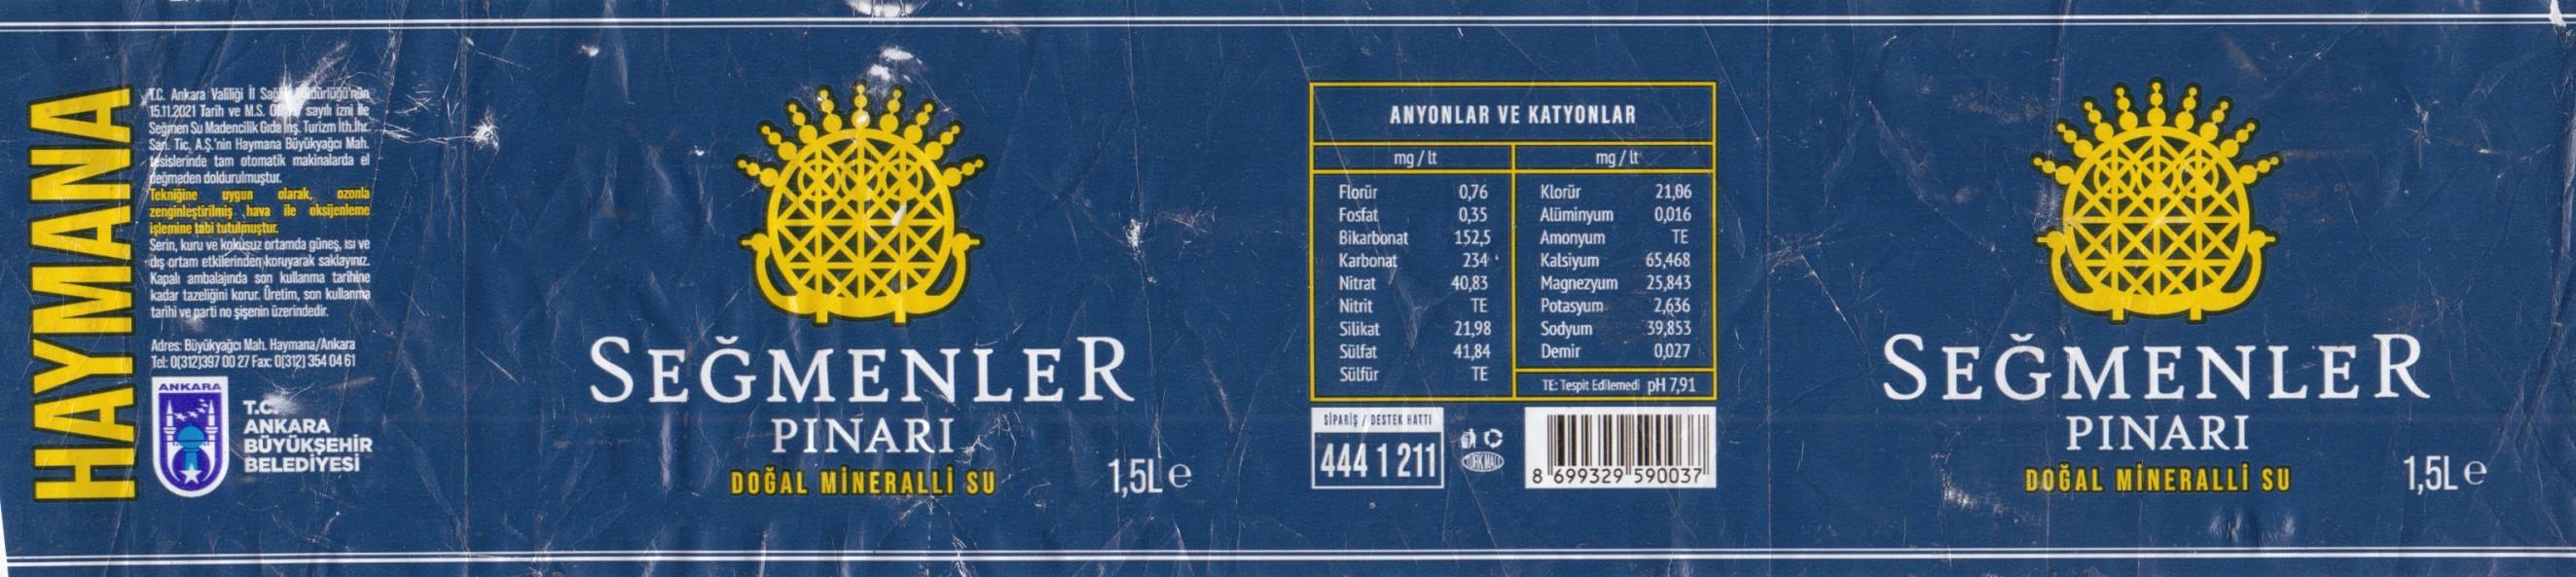 HAYMANA
T.C. Ankara Valiliği İl
15.11.2021 Tarih ve M.S. sayılı izni ile
Seğmen Su Madencilik Gıda İnş. Turizm İth.İhr.
San. Tic. A.Ş.'nin Haymana Büyükyağcı Mah.
tesislerinde tam otomatik makinalarda el
değmeden doldurulmuştur.
Tekniğine uygun olarak, ozonla
zenginleştirilmiş hava ile oksijenleme
işlemine tabi tutulmuştur.
Serin, kuru ve kokusuz ortamda güneş, ısı ve
dış ortam etkilerinden koruyarak saklayınız.
Kapalı ambalajında son kullanma tarihine
kadar tazeliğini korur. Üretim, son kullanma
tarihi ve parti no şişenin üzerindedir.
Adres: Büyükyağcı Mah. Haymana/Ankara
Tel: 0(312)397 00 27 Fax: 0(312) 354 04 61
ANKARA
T.C.
ANKARA
BÜYÜKŞEHİR
BELEDİYESİ
SEĞMENLER
PINARI
DOĞAL MİNERALLİ SU
1,5L e
ANYONLAR VE KATYONLAR
mg / lt mg / lt
Florür 0,76 Klorür 21,06
Fosfat 0,35 Alüminyum 0,016
Bikarbonat 152,5 Amonyum TE
Karbonat 234 Kalsiyum 65,468
Nitrat 40,83 Magnezyum 25,843
Nitrit TE Potasyum 2,636
Silikat 21,98 Sodyum 39,853
Sülfat 41,84 Demir 0,027
Sülfür TE
TE: Tespit Edilemedi pH 7,91
SİPARİŞ / DESTEK HATTI
444 1 211
TÜRK MALI
8 699329 590037
SEĞMENLER
PINARI
DOĞAL MİNERALLİ SU
1,5L e